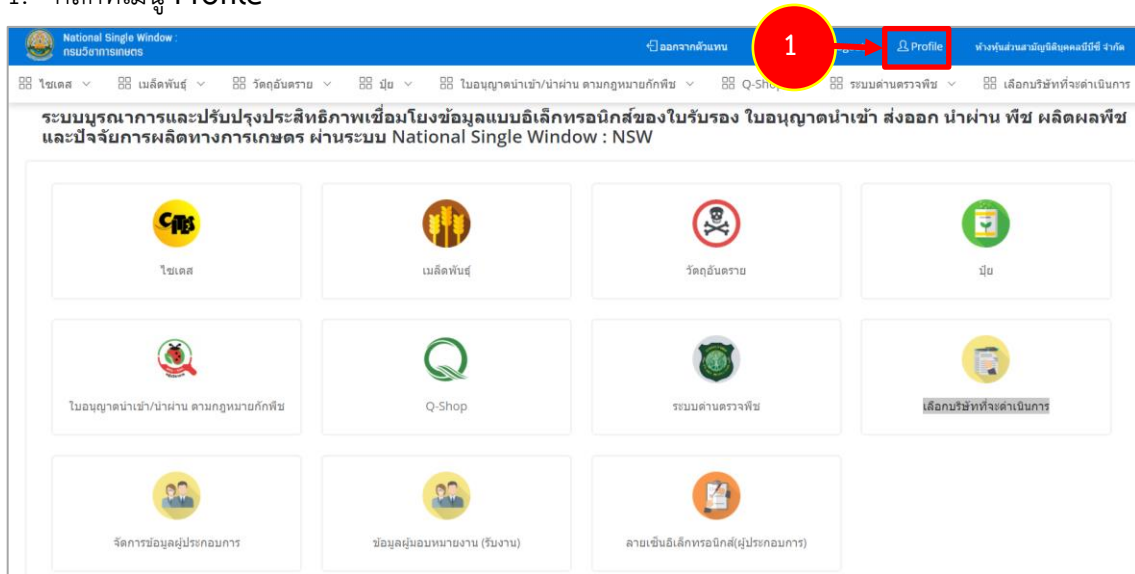 1. คลิกที่เมนู Profile
National Single Window :
กรมวิชาการเกษตร
ออกจากตัวแทน
1
Profile
ห้างหุ้นส่วนสามัญนิติบุคคลบีบีซี จำกัด
ไซเตส
เมล็ดพันธุ์
วัตถุอันตราย
ปุ๋ย
ใบอนุญาตนำเข้า/นำผ่าน ตามกฎหมายกักพืช
Q-Shop
ระบบด่านตรวจพืช
เลือกบริษัทที่จะดำเนินการ
ระบบบูรณาการและปรับปรุงประสิทธิภาพเชื่อมโยงข้อมูลแบบอิเล็กทรอนิกส์ของใบรับรอง ใบอนุญาตนำเข้า ส่งออก นำผ่าน พืช ผลิตผลพืช
และปัจจัยการผลิตทางการเกษตร ผ่านระบบ National Single Window : NSW
CITES
ไซเตส
เมล็ดพันธุ์
วัตถุอันตราย
ปุ๋ย
ใบอนุญาตนำเข้า/นำผ่าน ตามกฎหมายกักพืช
Q-Shop
ระบบด่านตรวจพืช
เลือกบริษัทที่จะดำเนินการ
จัดการข้อมูลผู้ประกอบการ
ข้อมูลผู้มอบหมายงาน (รับงาน)
ลายเซ็นอิเล็กทรอนิกส์(ผู้ประกอบการ)